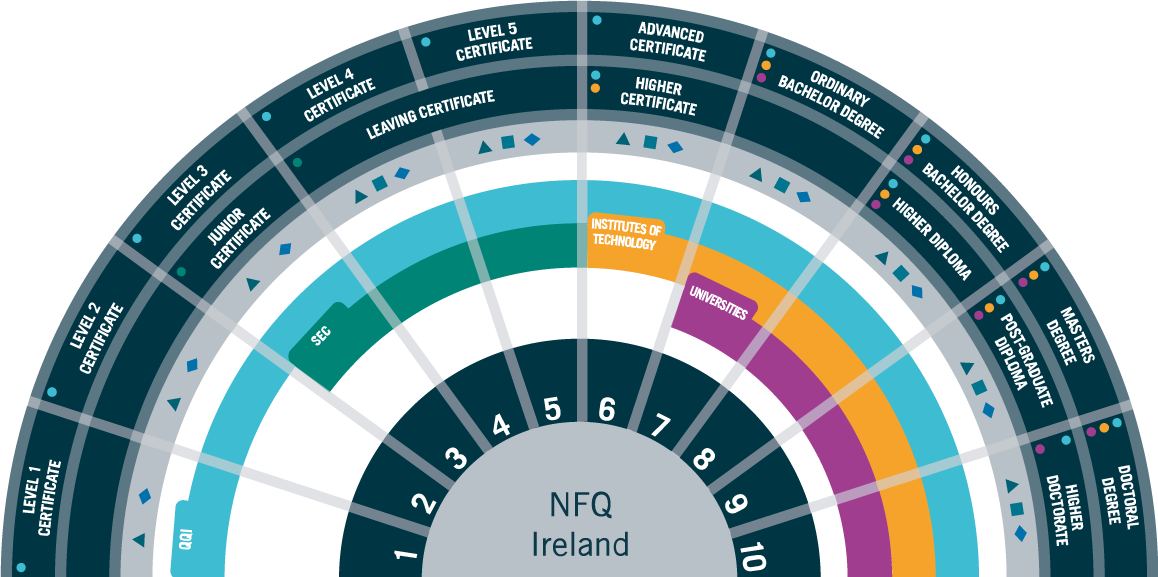 LEVEL 1
CERTIFICATE
LEVEL 2
CERTIFICATE
LEVEL 3
CERTIFICATE
LEVEL 4
CERTIFICATE
LEVEL 5
CERTIFICATE
ADVANCED
CERTIFICATE
ORDINARY
BACHELOR DEGREE
HONOURS
BACHELOR DEGREE
MASTERS
DEGREE
DOCTORAL
DEGREE
JUNIOR
CERTIFICATE
LEAVING CERTIFICATE
HIGHER
CERTIFICATE
HIGHER DIPLOMA
POST-GRADUATE
DIPLOMA
HIGHER
DOCTORATE
QQI
SEC
INSTITUTES OF
TECHNOLOGY
UNIVERSITIES
1
2
3
4
5
6
7
8
9
10
NFQ
Ireland